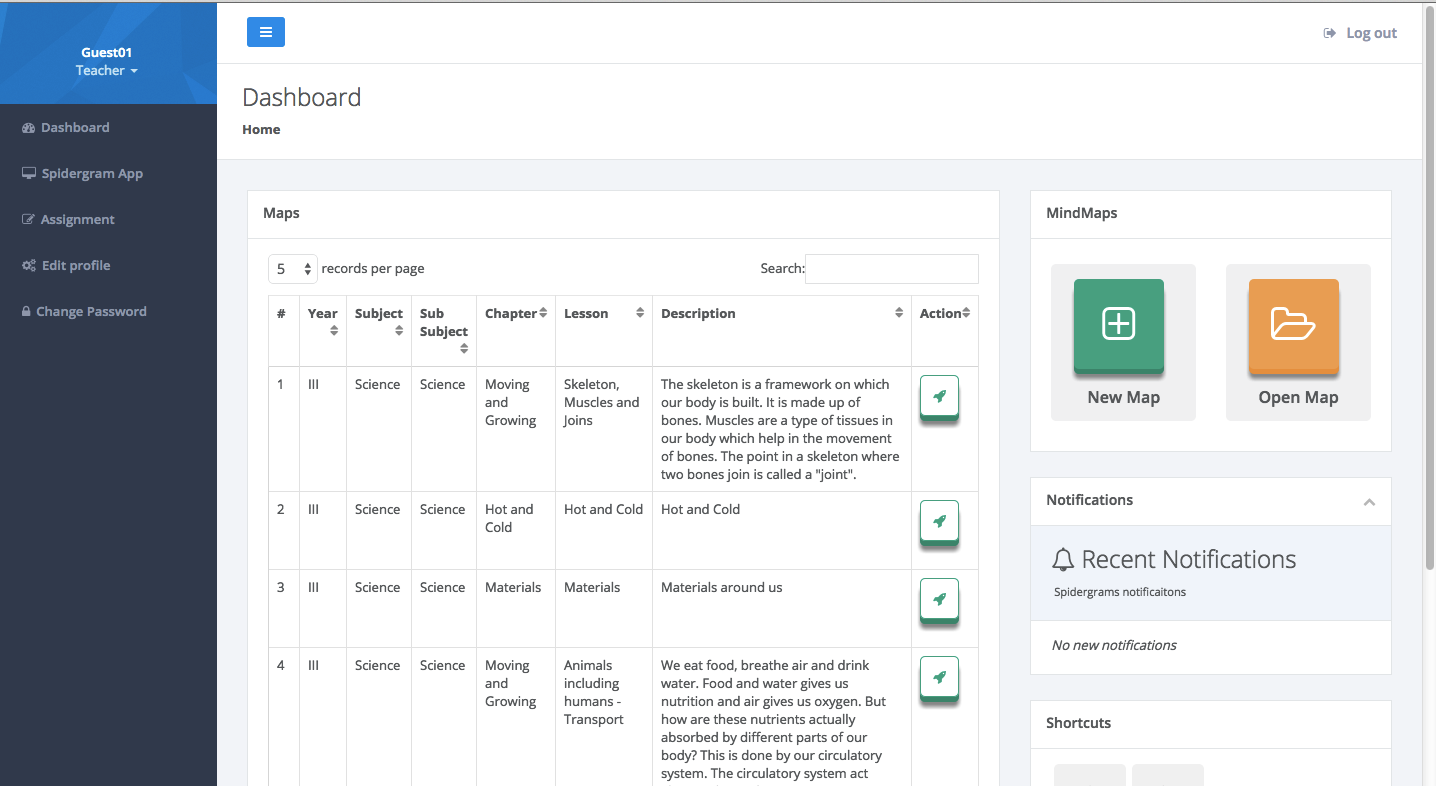 Guest01
Teacher
Dashboard
Spidergram App
Assignment
Edit profile
Change Password
Log out
Dashboard
Home
Maps
5 records per page
Search:
# Year Subject Sub Subject Chapter Lesson Description Action
1 III Science Science Moving and Growing Skeleton, Muscles and Joins
The skeleton is a framework on which
our body is built. It is made up of
bones. Muscles are a type of tissues in
our body which help in the movement
of bones. The point in a skeleton where
two bones join is called a "joint".
2 III Science Science Hot and Cold Hot and Cold Hot and Cold
3 III Science Science Materials Materials Materials around us
4 III Science Science Moving and Growing Animals including humans - Transport
We eat food, breathe air and drink
water. Food and water gives us
nutrition and air gives us oxygen. But
how are these nutrients actually
absorbed by different parts of our
body? This is done by our circulatory
system. The circulatory system act
MindMaps
New Map
Open Map
Notifications
Recent Notifications
Spidergrams notificaitons
No new notifications
Shortcuts